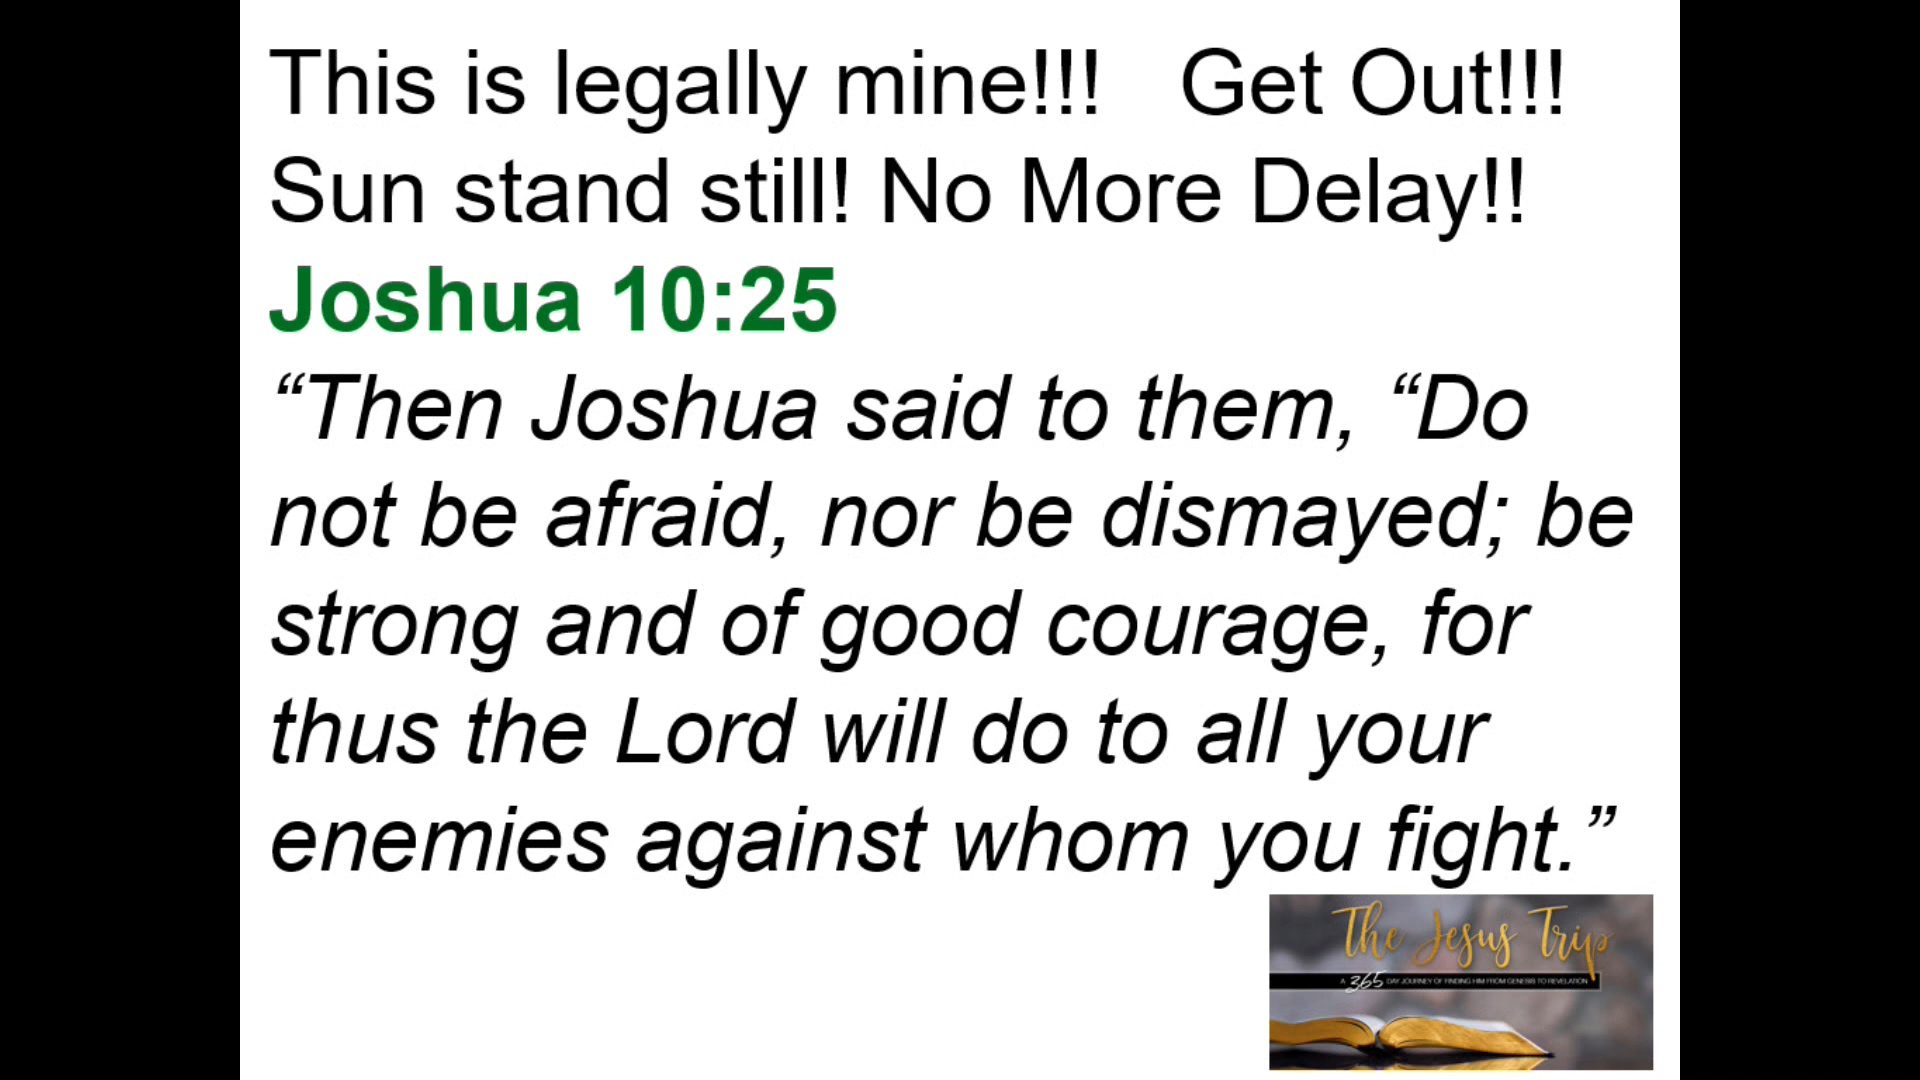 This is legally mine!!! Get Out!!!
Sun stand still! No More Delay!!
Joshua 10:25
“Then Joshua said to them, “Do
not be afraid, nor be dismayed; be
strong and of good courage, for
thus the Lord will do to all your
enemies against whom you fight.”
The Jesus Trip
A 365 DAY JOURNEY OF FINDING HIM FROM GENESIS TO REVELATION